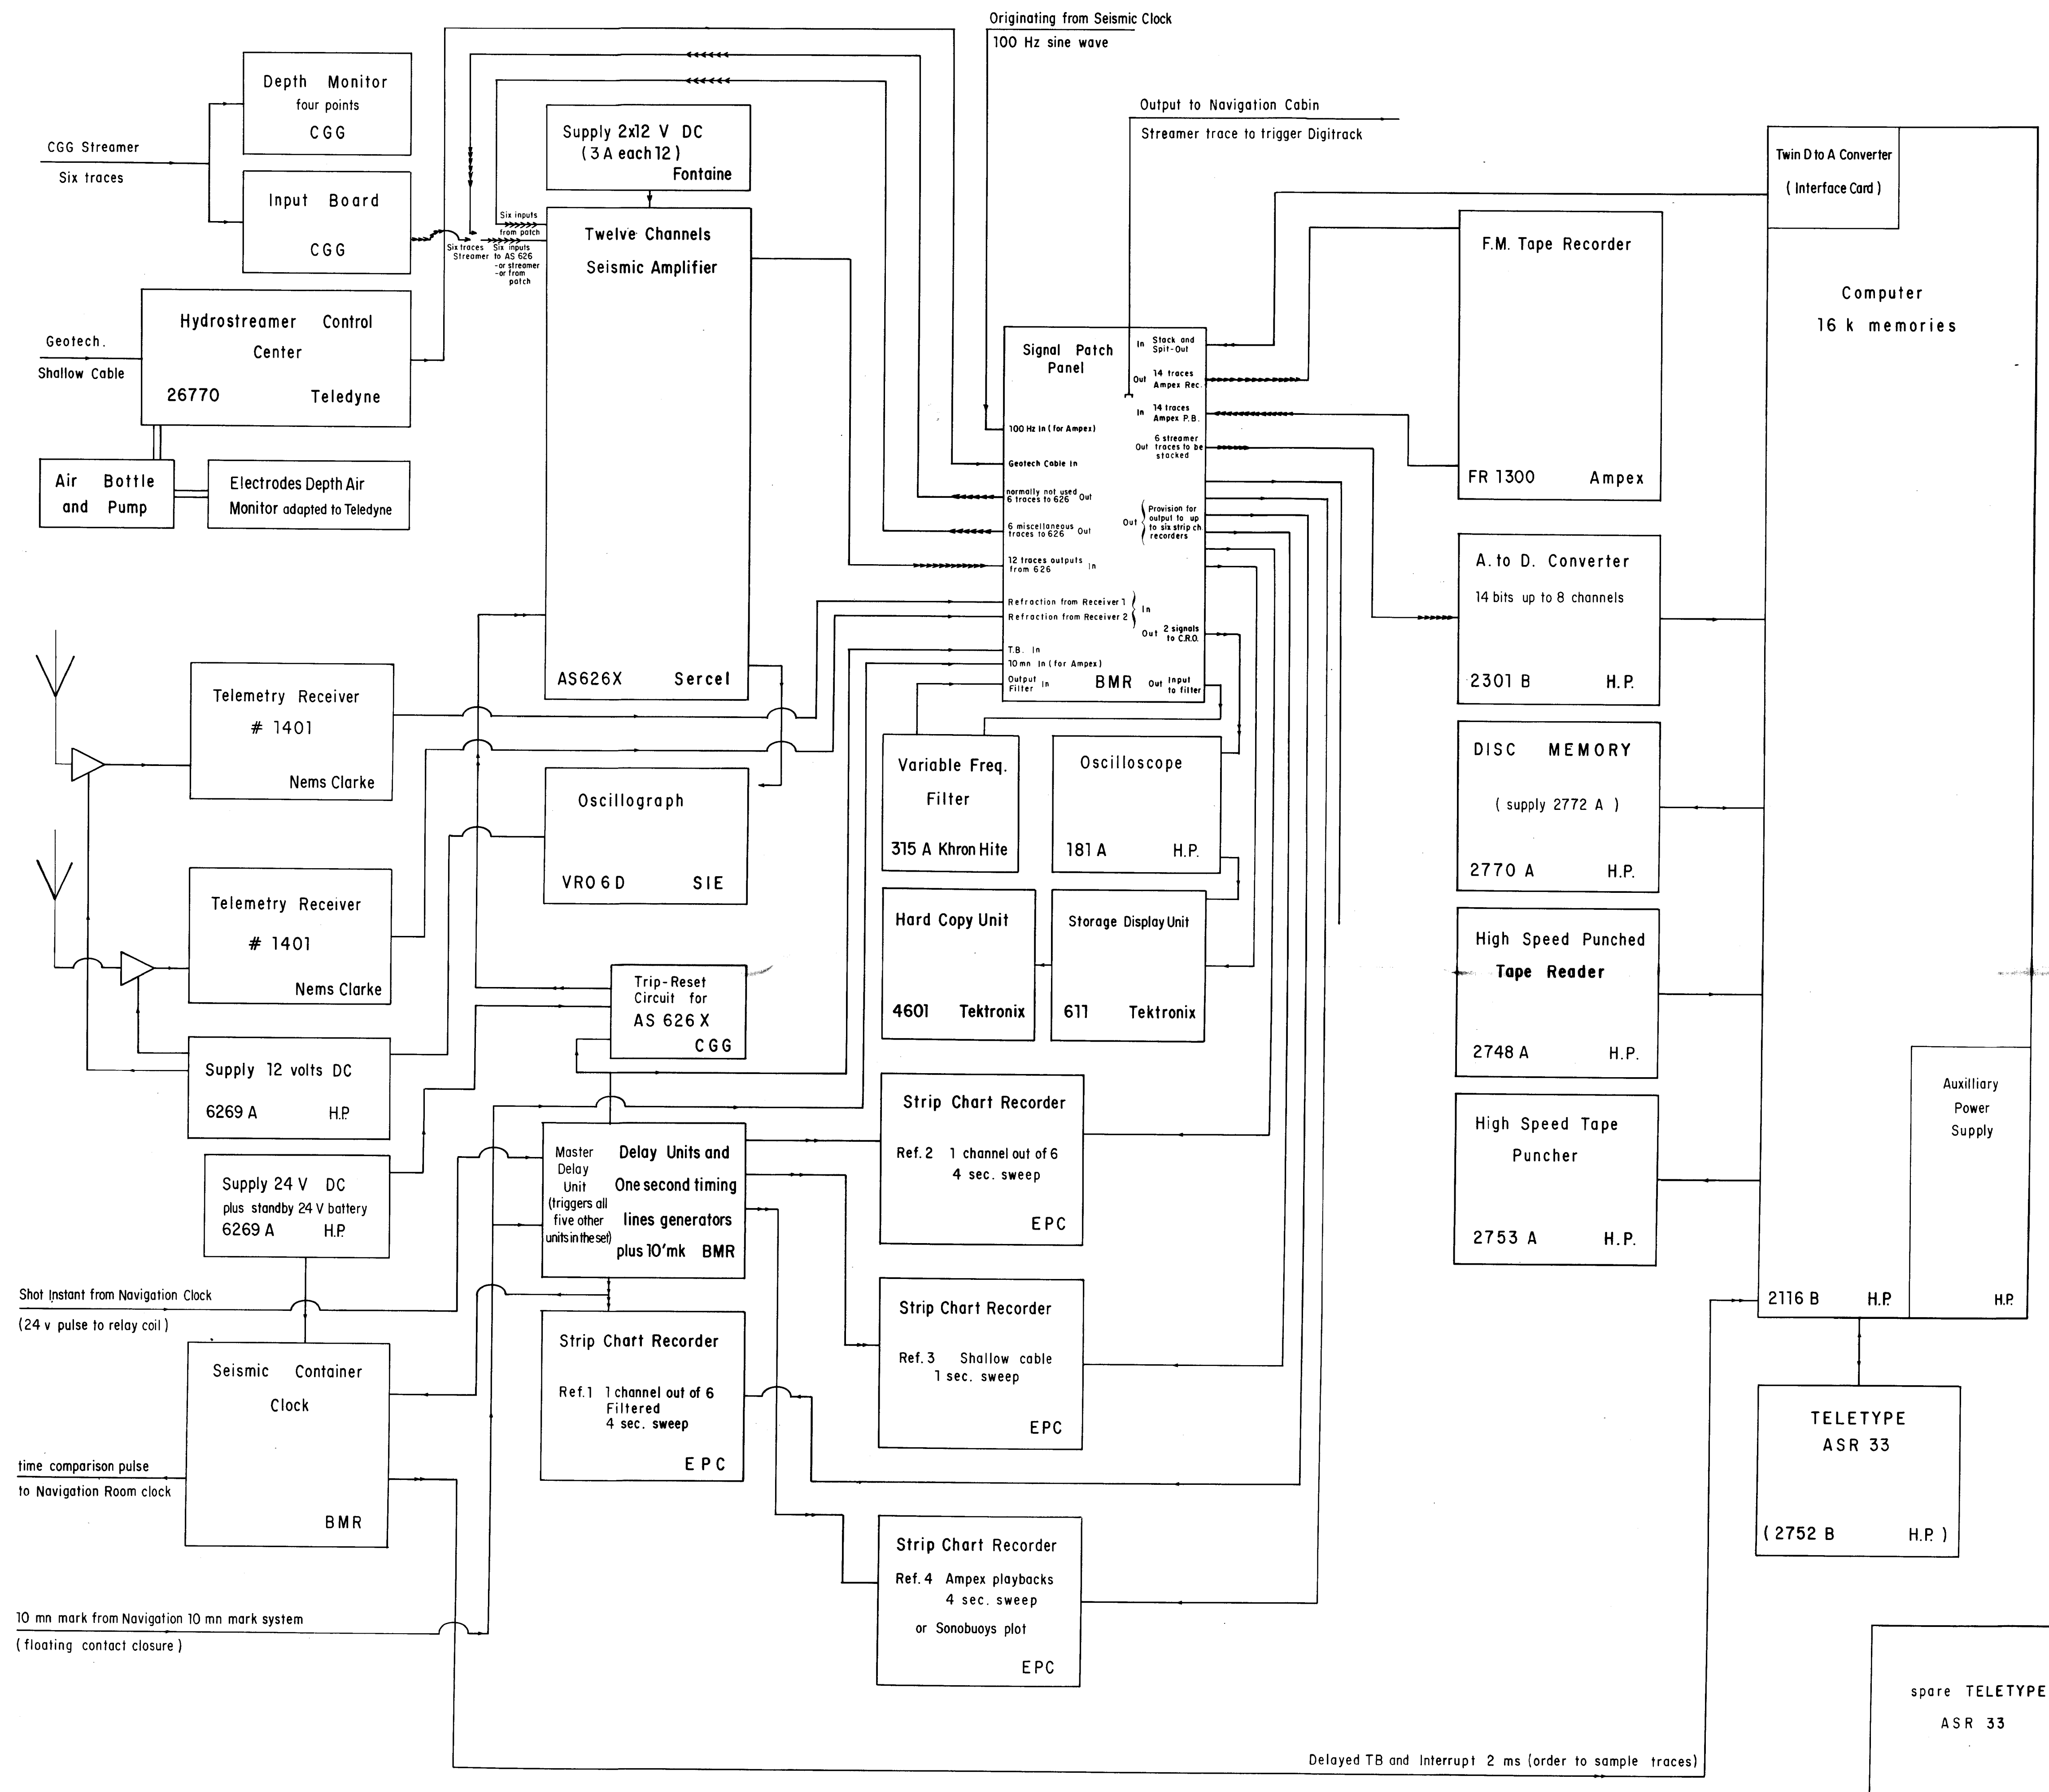 Originating from Seismic Clock
100 Hz sine wave
Depth Monitor
four points
CGG
CGG Streamer
Six traces
Input Board
CGG
Supply 2x12 V DC
( 3 A each 12 )
Fontaine
Output to Navigation Cabin
Streamer trace to trigger Digitrack
Twin D to A Converter
( Interface Card )
Computer
16 k memories
Six inputs
from patch
Six traces
Streamer
Six inputs
to AS 626
-or streamer
-or from
patch
Twelve Channels
Seismic Amplifier
AS626X Sercel
F.M. Tape Recorder
FR 1300 Ampex
Hydrostreamer Control
Center
26770 Teledyne
Geotech.
Shallow Cable
Air Bottle
and Pump
Electrodes Depth Air
Monitor adapted to Teledyne
Signal Patch
Panel
In Stack and
Spit-Out
Out 14 traces
Ampex Rec.
In 14 traces
Ampex P.B.
100 Hz In ( for Ampex )
Out 6 streamer
traces to be
stacked
Geotech Cable In
normally not used
6 traces to 626 Out
6 miscellaneous
traces to 626 Out
Out Provision for
output to up
to six strip ch
recorders
12 traces outputs
from 626 In
Refraction from Receiver 1
Refraction from Receiver 2
In
Out 2 signals
to C.R.O.
T.B. In
10 mn In ( for Ampex )
Output
Filter In
BMR
Out Input
to filter
A. to D. Converter
14 bits up to 8 channels
2301 B H.P.
Telemetry Receiver
# 1401
Nems Clarke
Oscillograph
VRO 6 D SIE
Variable Freq.
Filter
315 A Khron Hite
Oscilloscope
181 A H.P.
DISC MEMORY
( supply 2772 A )
2770 A H.P.
Telemetry Receiver
# 1401
Nems Clarke
Hard Copy Unit
4601 Tektronix
Storage Display Unit
611 Tektronix
High Speed Punched
Tape Reader
2748 A H.P.
Trip-Reset
Circuit for
AS 626 X
CGG
Supply 12 volts DC
6269 A H.P.
Supply 24 V DC
plus standby 24 V battery
6269 A H.P.
Master
Delay
Unit
(triggers all
five other
units in the set)
Delay Units and
One second timing
lines generators
plus 10'mk BMR
Strip Chart Recorder
Ref. 2 1 channel out of 6
4 sec. sweep
EPC
High Speed Tape
Puncher
2753 A H.P.
Auxilliary
Power
Supply
H.P.
2116 B H.P.
Shot Instant from Navigation Clock
(24 v pulse to relay coil )
Seismic Container
Clock
BMR
Strip Chart Recorder
Ref. 1 1 channel out of 6
Filtered
4 sec. sweep
EPC
Strip Chart Recorder
Ref. 3 Shallow cable
1 sec. sweep
EPC
TELETYPE
ASR 33
( 2752 B H.P. )
time comparison pulse
to Navigation Room clock
Strip Chart Recorder
Ref. 4 Ampex playbacks
4 sec. sweep
or Sonobuoys plot
EPC
10 mn mark from Navigation 10 mn mark system
( floating contact closure )
spare TELETYPE
ASR 33
Delayed TB and Interrupt 2 ms (order to sample traces)